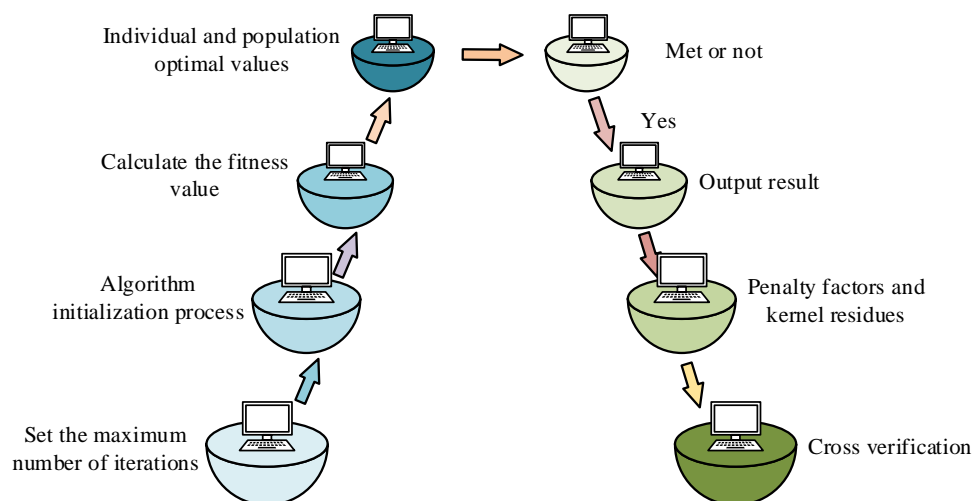 Individual and population
optimal values
Met or not
Yes
Calculate the fitness
value
Output result
Algorithm
initialization process
Penalty factors and
kernel residues
Set the maximum
number of iterations
Cross verification